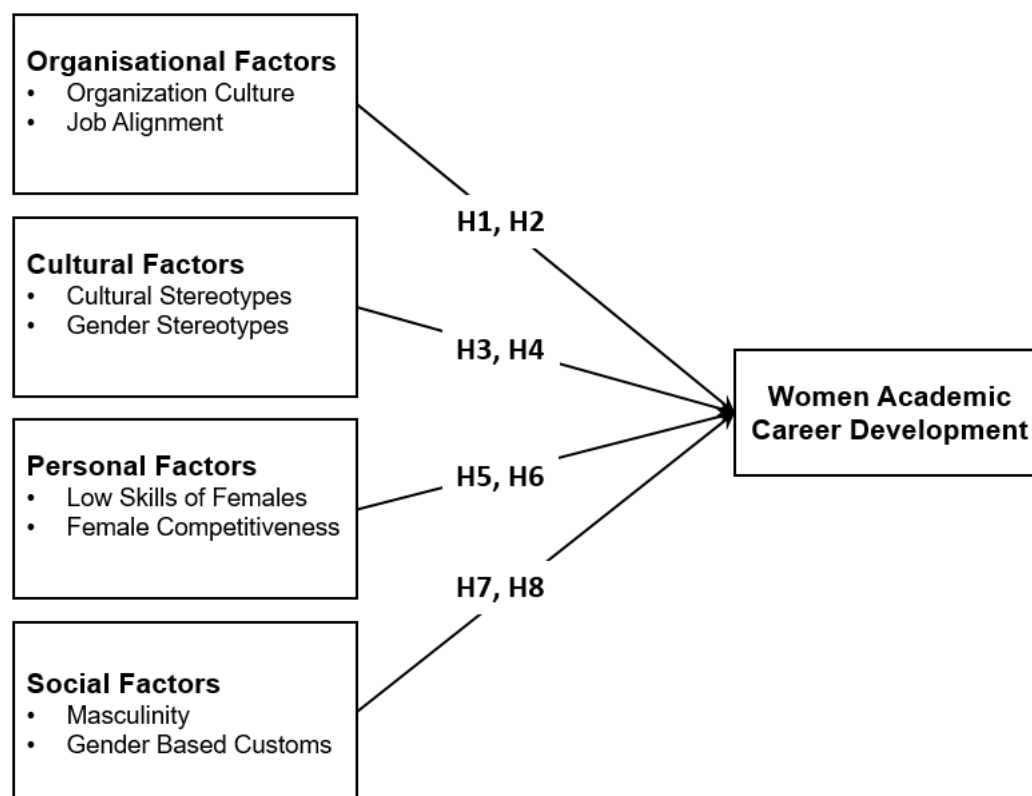 Organisational Factors
• Organization Culture
• Job Alignment
H1, H2
Cultural Factors
• Cultural Stereotypes
• Gender Stereotypes
H3, H4
Women Academic
Career Development
Personal Factors
• Low Skills of Females
• Female Competitiveness
H5, H6
H7, H8
Social Factors
• Masculinity
• Gender Based Customs